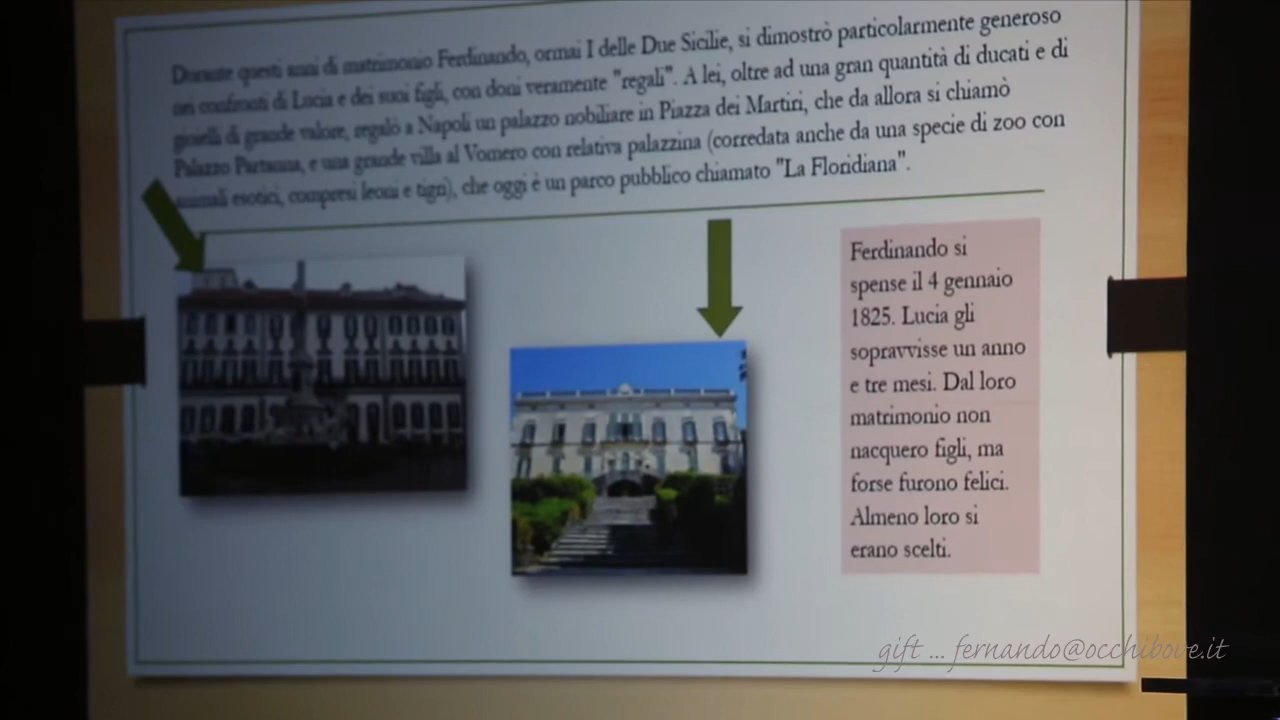 Durante questi anni di matrimonio Ferdinando, ormai I delle Due Sicilie, si dimostrò particolarmente generoso
nei confronti di Lucia e dei suoi figli, con doni veramente "regali". A lei, oltre ad una gran quantità di ducati e di
gioielli di grande valore, regalò a Napoli un palazzo nobiliare in Piazza dei Martiri, che da allora si chiamò
Palazzo Partanna, e una grande villa al Vomero con relativa palazzina (corredata anche da una specie di zoo con
animali esotici, compresi leoni e tigri), che oggi è un parco pubblico chiamato "La Floridiana".
Ferdinando si
spense il 4 gennaio
1825. Lucia gli
sopravvisse un anno
e tre mesi. Dal loro
matrimonio non
nacquero figli, ma
forse furono felici.
Almeno loro si
erano scelti.
gift ... fernando@occhibove.it